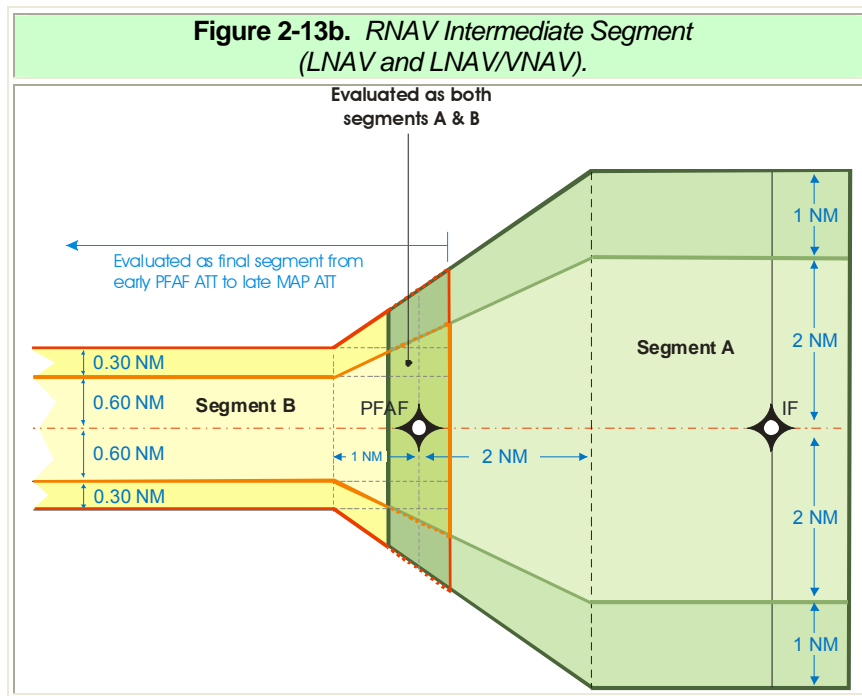 Figure 2-13b. RNAV Intermediate Segment
(LNAV and LNAV/VNAV).
Evaluated as both
segments A & B
1 NM
Evaluated as final segment from
early PFAF ATT to late MAP ATT
2 NM
Segment A
0.30 NM
0.60 NM
Segment B
PFAF
IF
0.60 NM
1 NM
2 NM
0.30 NM
2 NM
1 NM